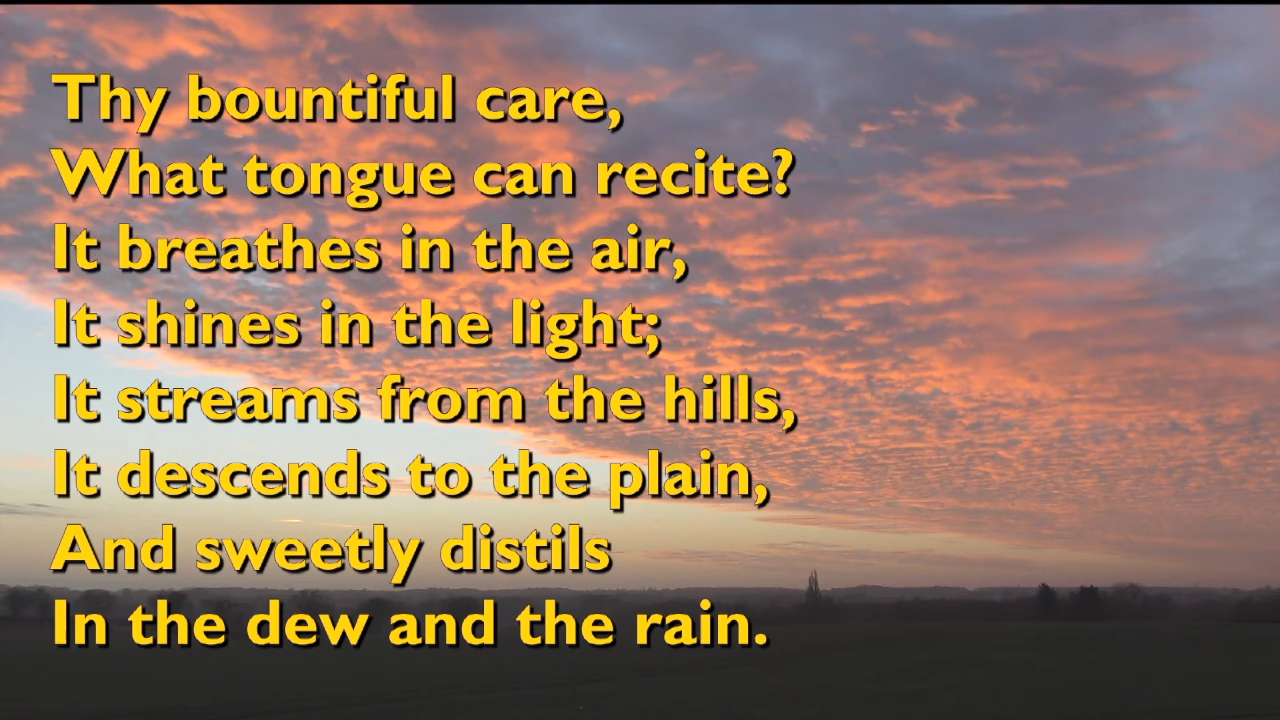 Thy bountiful care,
What tongue can recite?
It breathes in the air,
It shines in the light;
It streams from the hills,
It descends to the plain,
And sweetly distils
In the dew and the rain.